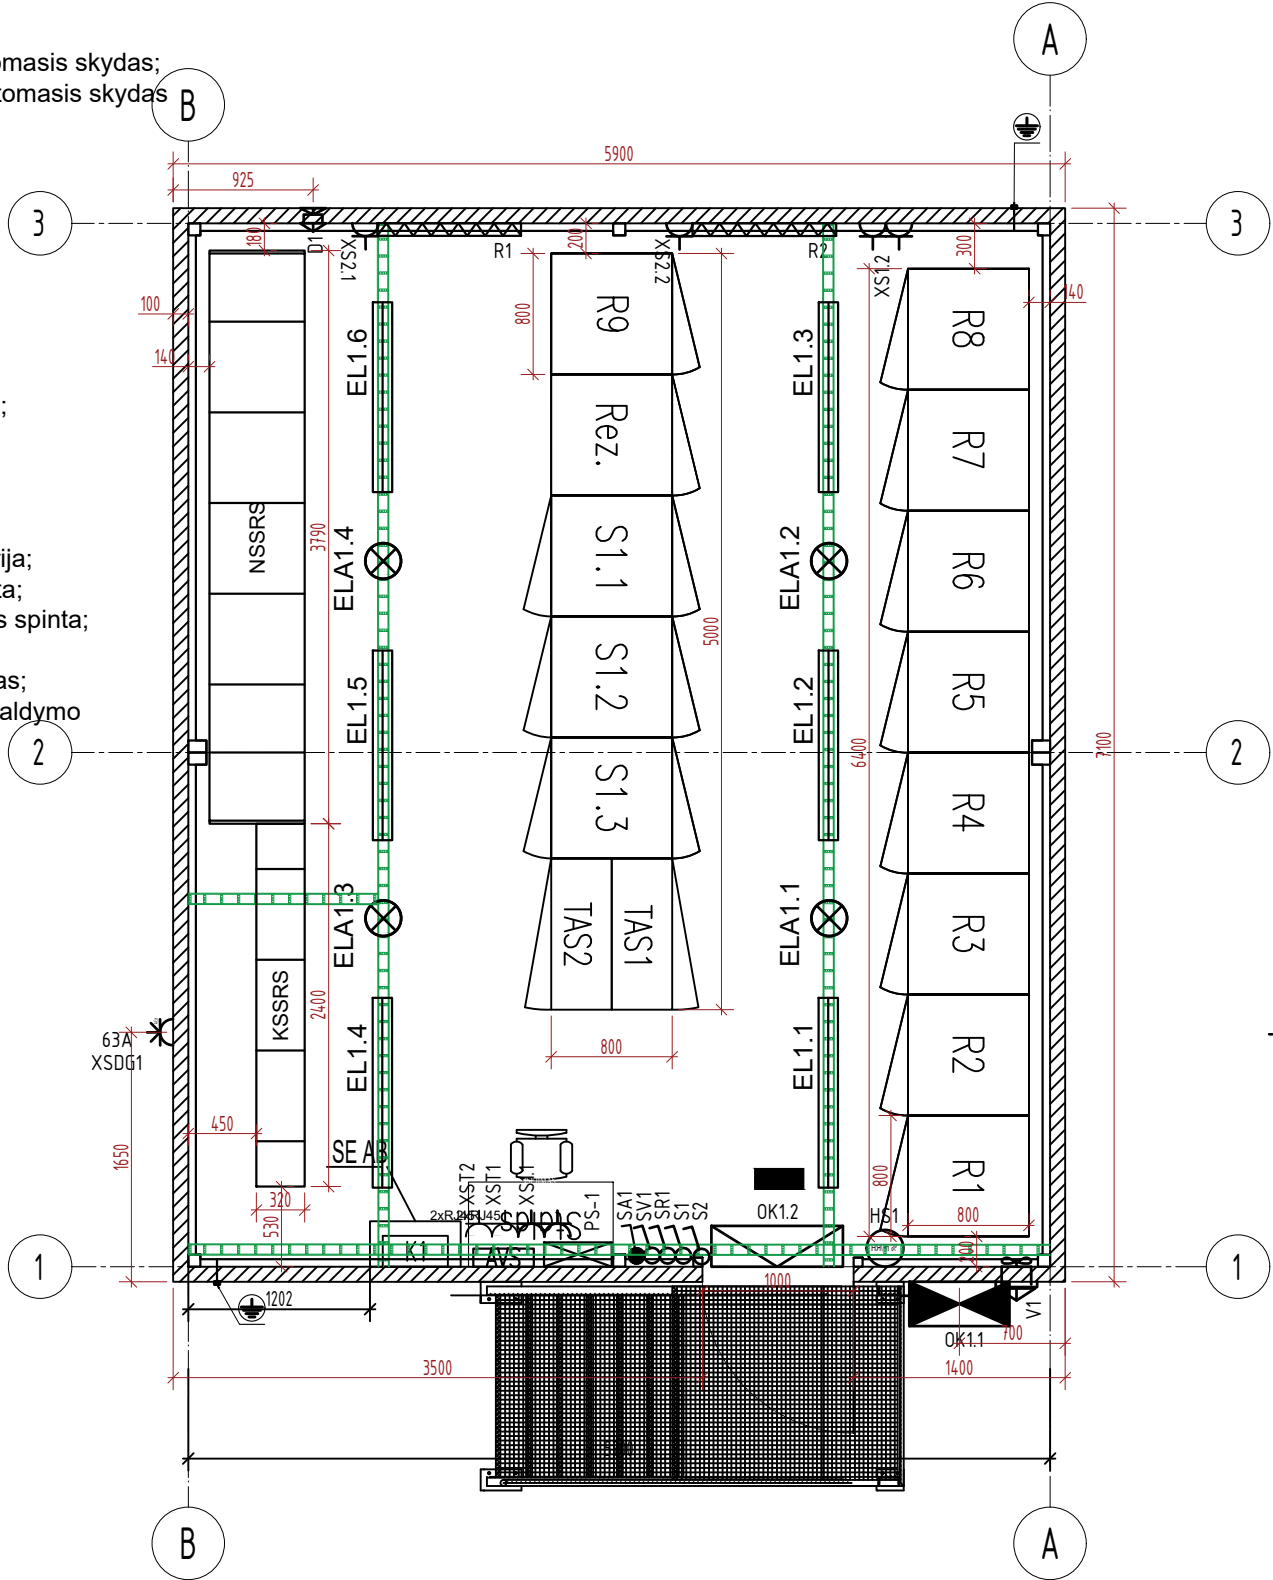 A
omasis skydas;
tomasis skydas
B
5900
925
3
3
180
D1
XS2.1
R1
200
XS2.2
R2
XS1.2
300
100
140
140
800
R9
R8
EL1.6
EL1.3
;
Rez.
R7
NSSRS
3790
ELA1.4
S1.1
ELA1.2
R6
ija;
ta;
s spinta;
5000
EL1.5
S1.2
EL1.2
R5
as;
aldymo
2
2
6400
7100
S1.3
R4
ELA1.3
TAS2
TAS1
ELA1.1
R3
KSSRS
2400
63A
XSDG1
EL1.4
800
EL1.1
R2
450
1650
SE AB
XST2
XST1
XS1.1
PS-1
SA1
SV1
SR1
S1
S2
OK1.2
HS1
800
R1
800
320
530
2xRJ45
K1
AVS
200
1
1
1202
1000
V1
OK1.1
700
3500
1400
B
A